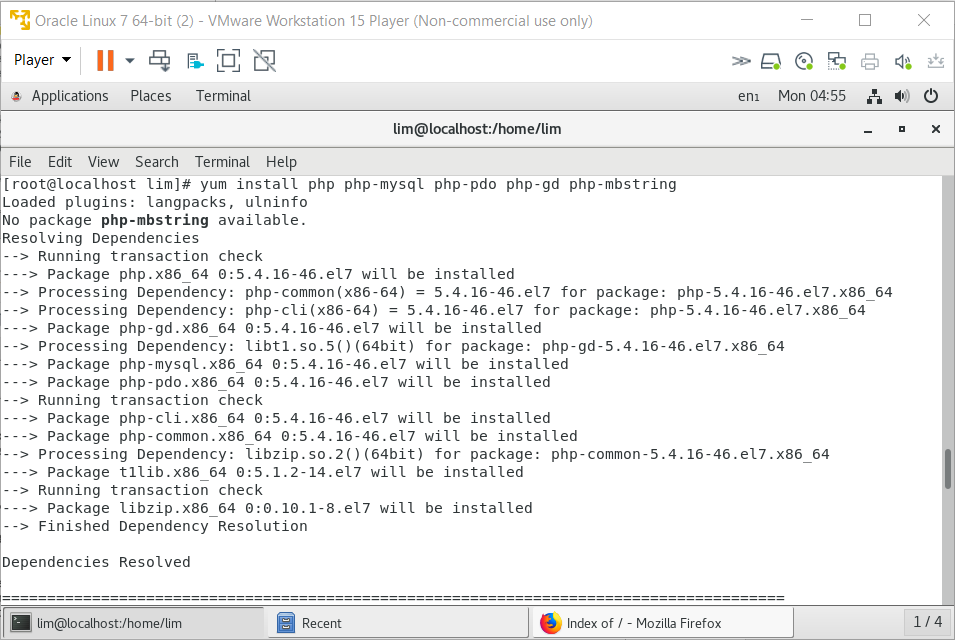 Oracle Linux 7 64-bit (2) - VMware Workstation 15 Player (Non-commercial use only)
Player
Applications Places Terminal en1 Mon 04:55
lim@localhost:/home/lim
File Edit View Search Terminal Help
[root@localhost lim]# yum install php php-mysql php-pdo php-gd php-mbstring
Loaded plugins: langpacks, ulninfo
No package php-mbstring available.
Resolving Dependencies
--> Running transaction check
---> Package php.x86_64 0:5.4.16-46.el7 will be installed
--> Processing Dependency: php-common(x86-64) = 5.4.16-46.el7 for package: php-5.4.16-46.el7.x86_64
--> Processing Dependency: php-cli(x86-64) = 5.4.16-46.el7 for package: php-5.4.16-46.el7.x86_64
---> Package php-gd.x86_64 0:5.4.16-46.el7 will be installed
--> Processing Dependency: libt1.so.5()(64bit) for package: php-gd-5.4.16-46.el7.x86_64
---> Package php-mysql.x86_64 0:5.4.16-46.el7 will be installed
---> Package php-pdo.x86_64 0:5.4.16-46.el7 will be installed
--> Running transaction check
---> Package php-cli.x86_64 0:5.4.16-46.el7 will be installed
---> Package php-common.x86_64 0:5.4.16-46.el7 will be installed
--> Processing Dependency: libzip.so.2()(64bit) for package: php-common-5.4.16-46.el7.x86_64
---> Package t1lib.x86_64 0:5.1.2-14.el7 will be installed
--> Running transaction check
---> Package libzip.x86_64 0:0.10.1-8.el7 will be installed
--> Finished Dependency Resolution
Dependencies Resolved
=======================================================================================
lim@localhost:/home/lim Recent Index of / - Mozilla Firefox 1 / 4